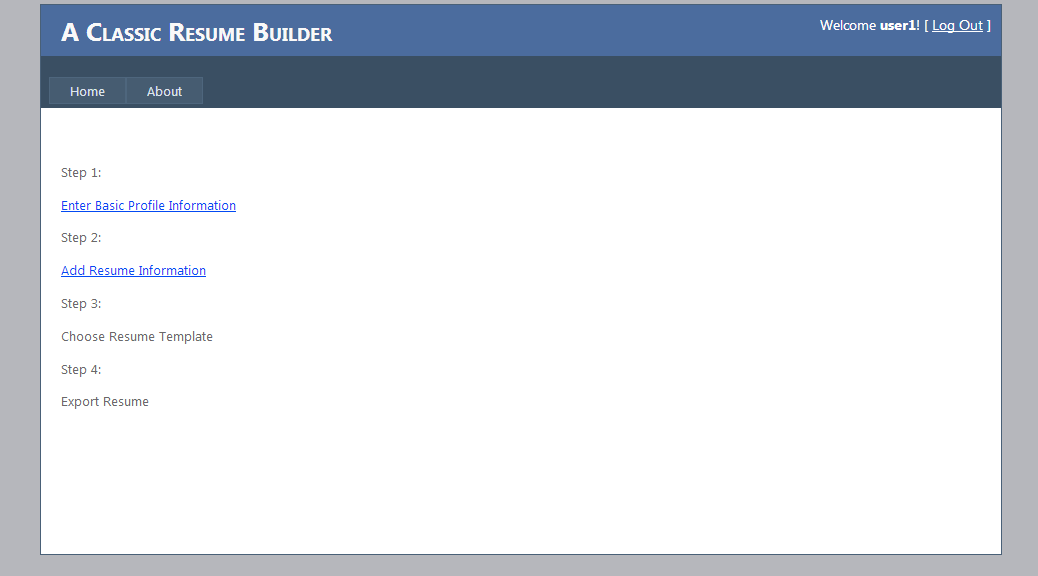 A Classic Resume Builder
Welcome user1! [ Log Out ]
Home
About
Step 1:
Enter Basic Profile Information
Step 2:
Add Resume Information
Step 3:
Choose Resume Template
Step 4:
Export Resume